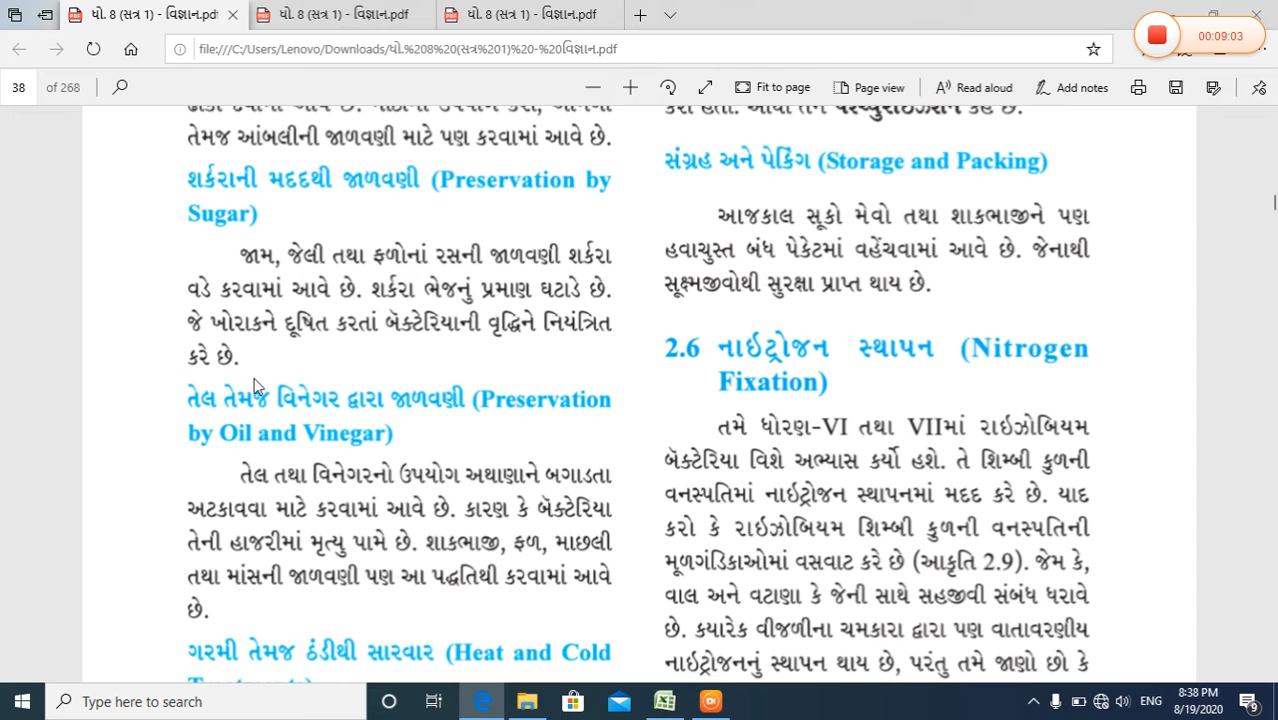 ધો. 8 (સત્ર 1) - વિજ્ઞાન.pdf
ધો. 8 (સત્ર 1) - વિજ્ઞાન.pdf
ધો. 8 (સત્ર 1) - વિજ્ઞાન.pdf
file:///C:/Users/Lenovo/Downloads/ધો.%208%20(સત્ર%201)%20-%20વિજ્ઞાન.pdf
00:09:03
38 of 268
Fit to page
Page view
Read aloud
Add notes
તેમજ આંબલીની જાળવણી માટે પણ કરવામાં આવે છે.
શર્કરાની મદદથી જાળવણી (Preservation by
Sugar)
જામ, જેલી તથા ફળોનાં રસની જાળવણી શર્કરા
વડે કરવામાં આવે છે. શર્કરા ભેજનું પ્રમાણ ઘટાડે છે.
જે ખોરાકને દૂષિત કરતાં બૅક્ટેરિયાની વૃદ્ધિને નિયંત્રિત
કરે છે.
તેલ તેમજ વિનેગર દ્વારા જાળવણી (Preservation
by Oil and Vinegar)
તેલ તથા વિનેગરનો ઉપયોગ અથાણાને બગાડતા
અટકાવવા માટે કરવામાં આવે છે. કારણ કે બૅક્ટેરિયા
તેની હાજરીમાં મૃત્યુ પામે છે. શાકભાજી, ફળ, માછલી
તથા માંસની જાળવણી પણ આ પદ્ધતિથી કરવામાં આવે
છે.
ગરમી તેમજ ઠંડીથી સારવાર (Heat and Cold
કરી હતી. આથી તેને પાશ્ચુરાઇઝેશન કહે છે.
સંગ્રહ અને પેકિંગ (Storage and Packing)
આજકાલ સૂકો મેવો તથા શાકભાજીને પણ
હવાચુસ્ત બંધ પેકેટમાં વહેંચવામાં આવે છે. જેનાથી
સૂક્ષ્મજીવોથી સુરક્ષા પ્રાપ્ત થાય છે.
2.6 નાઇટ્રોજન સ્થાપન (Nitrogen
Fixation)
તમે ધોરણ-VI તથા VIIમાં રાઇઝોબિયમ
બૅક્ટેરિયા વિશે અભ્યાસ કર્યો હશે. તે શિમ્બી કુળની
વનસ્પતિમાં નાઇટ્રોજન સ્થાપનમાં મદદ કરે છે. યાદ
કરો કે રાઇઝોબિયમ શિમ્બી કુળની વનસ્પતિની
મૂળગંડિકાઓમાં વસવાટ કરે છે (આકૃતિ 2.9). જેમ કે,
વાલ અને વટાણા કે જેની સાથે સહજીવી સંબંધ ધરાવે
છે. કયારેક વીજળીના ચમકારા દ્વારા પણ વાતાવરણીય
નાઇટ્રોજનનું સ્થાપન થાય છે, પરંતુ તમે જાણો છો કે
Type here to search
ENG
8:38 PM
8/19/2020